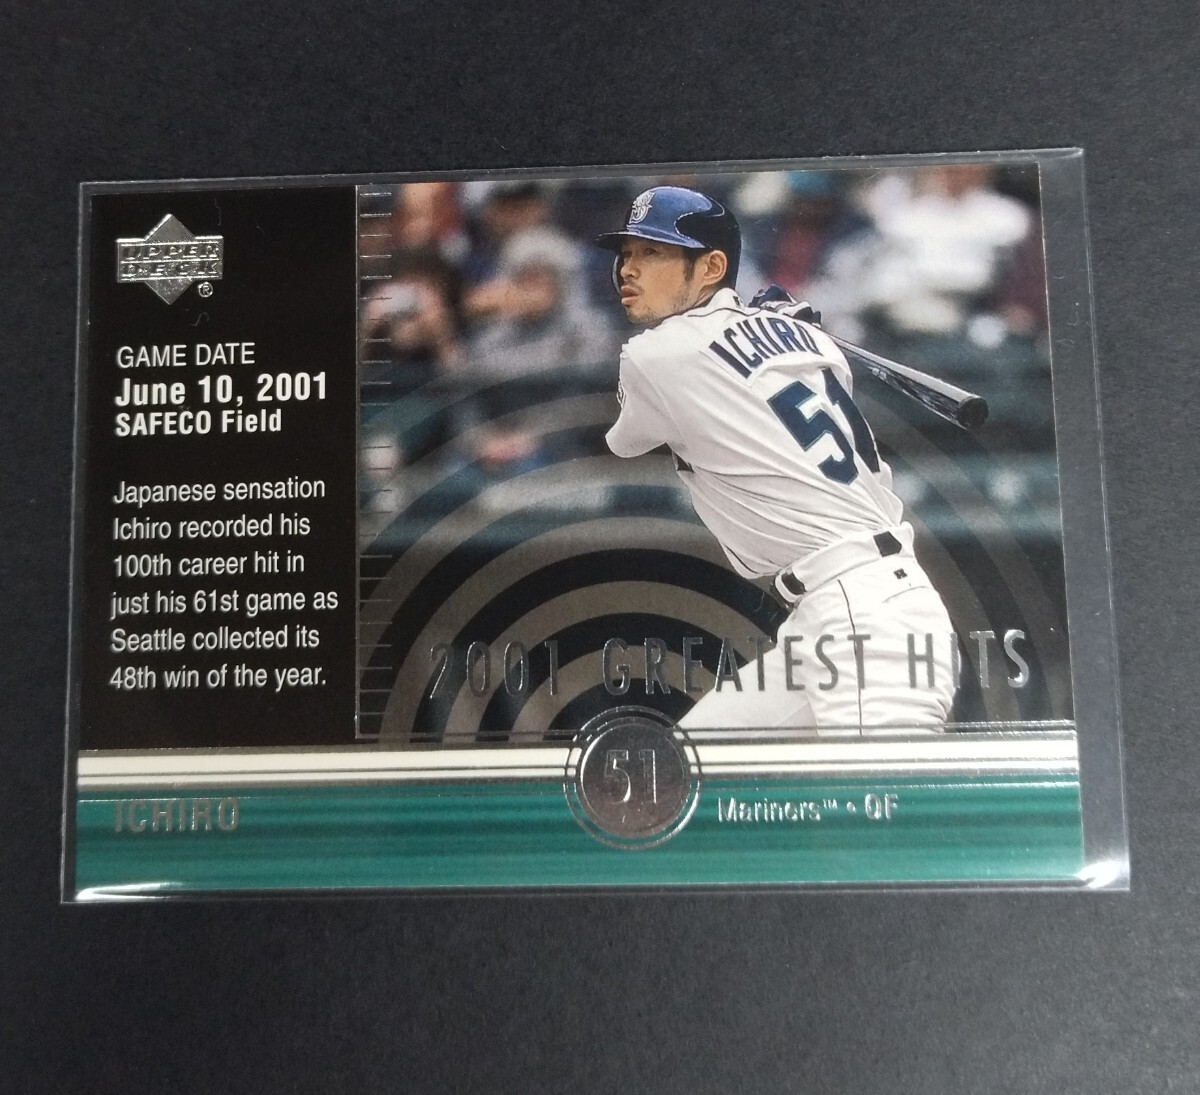 UPPER
DECK
®
GAME DATE
June 10, 2001
SAFECO Field
Japanese sensation
Ichiro recorded his
100th career hit in
just his 61st game as
Seattle collected its
48th win of the year.
ICHIRO
51
2001 GREATEST HITS
51
ICHIRO
Mariners™ • OF